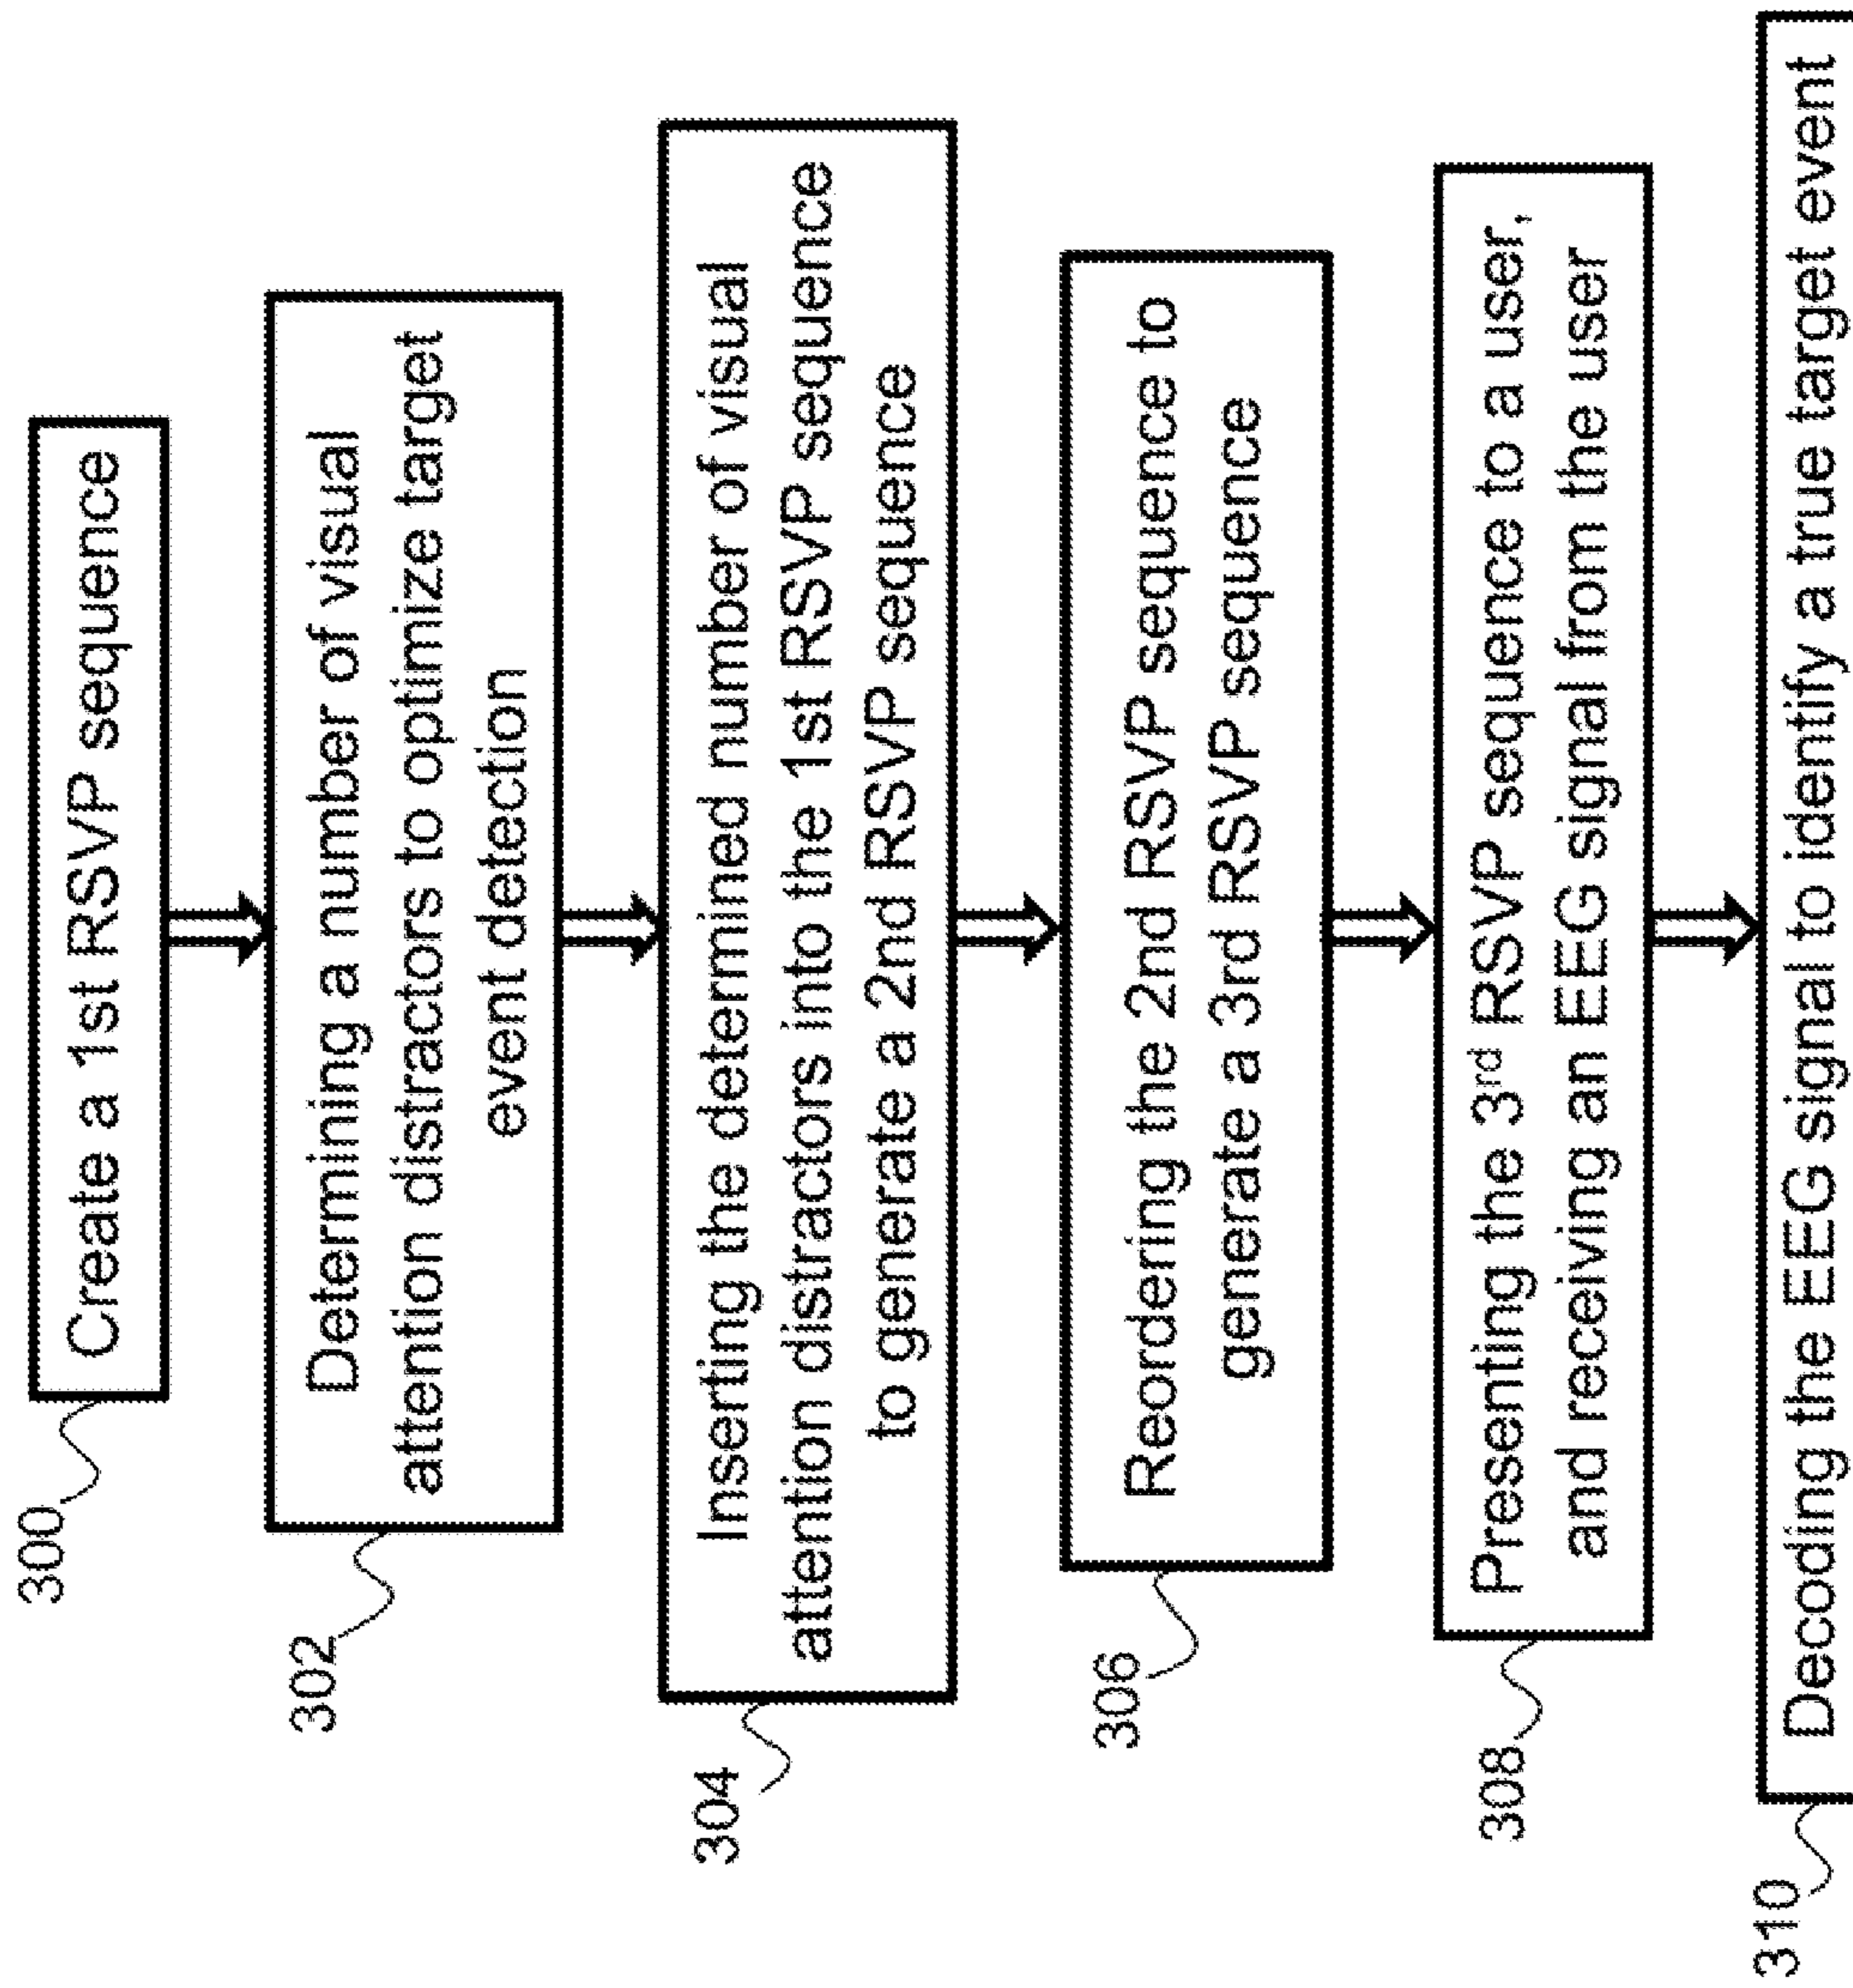 300
Create a 1st RSVP sequence
302
Determining a number of visual
attention distractors to optimize target
event detection
304
Inserting the determined number of visual
attention distractors into the 1st RSVP sequence
to generate a 2nd RSVP sequence
306
Reordering the 2nd RSVP sequence to
generate a 3rd RSVP sequence
308
Presenting the 3rd RSVP sequence to a user,
and receiving an EEG signal from the user
310
Decoding the EEG signal to identify a true target event